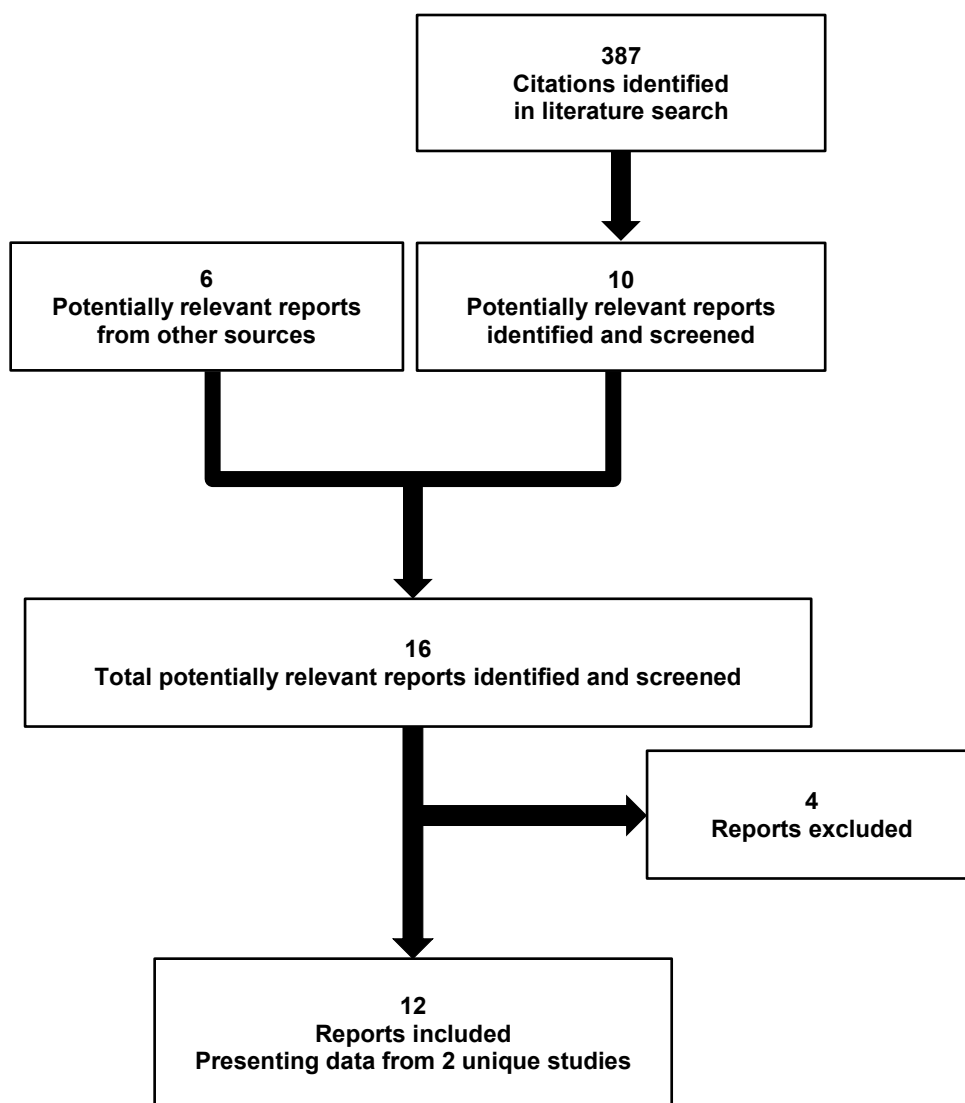 387
Citations identified
in literature search
6
Potentially relevant reports
from other sources
10
Potentially relevant reports
identified and screened
16
Total potentially relevant reports identified and screened
4
Reports excluded
12
Reports included
Presenting data from 2 unique studies